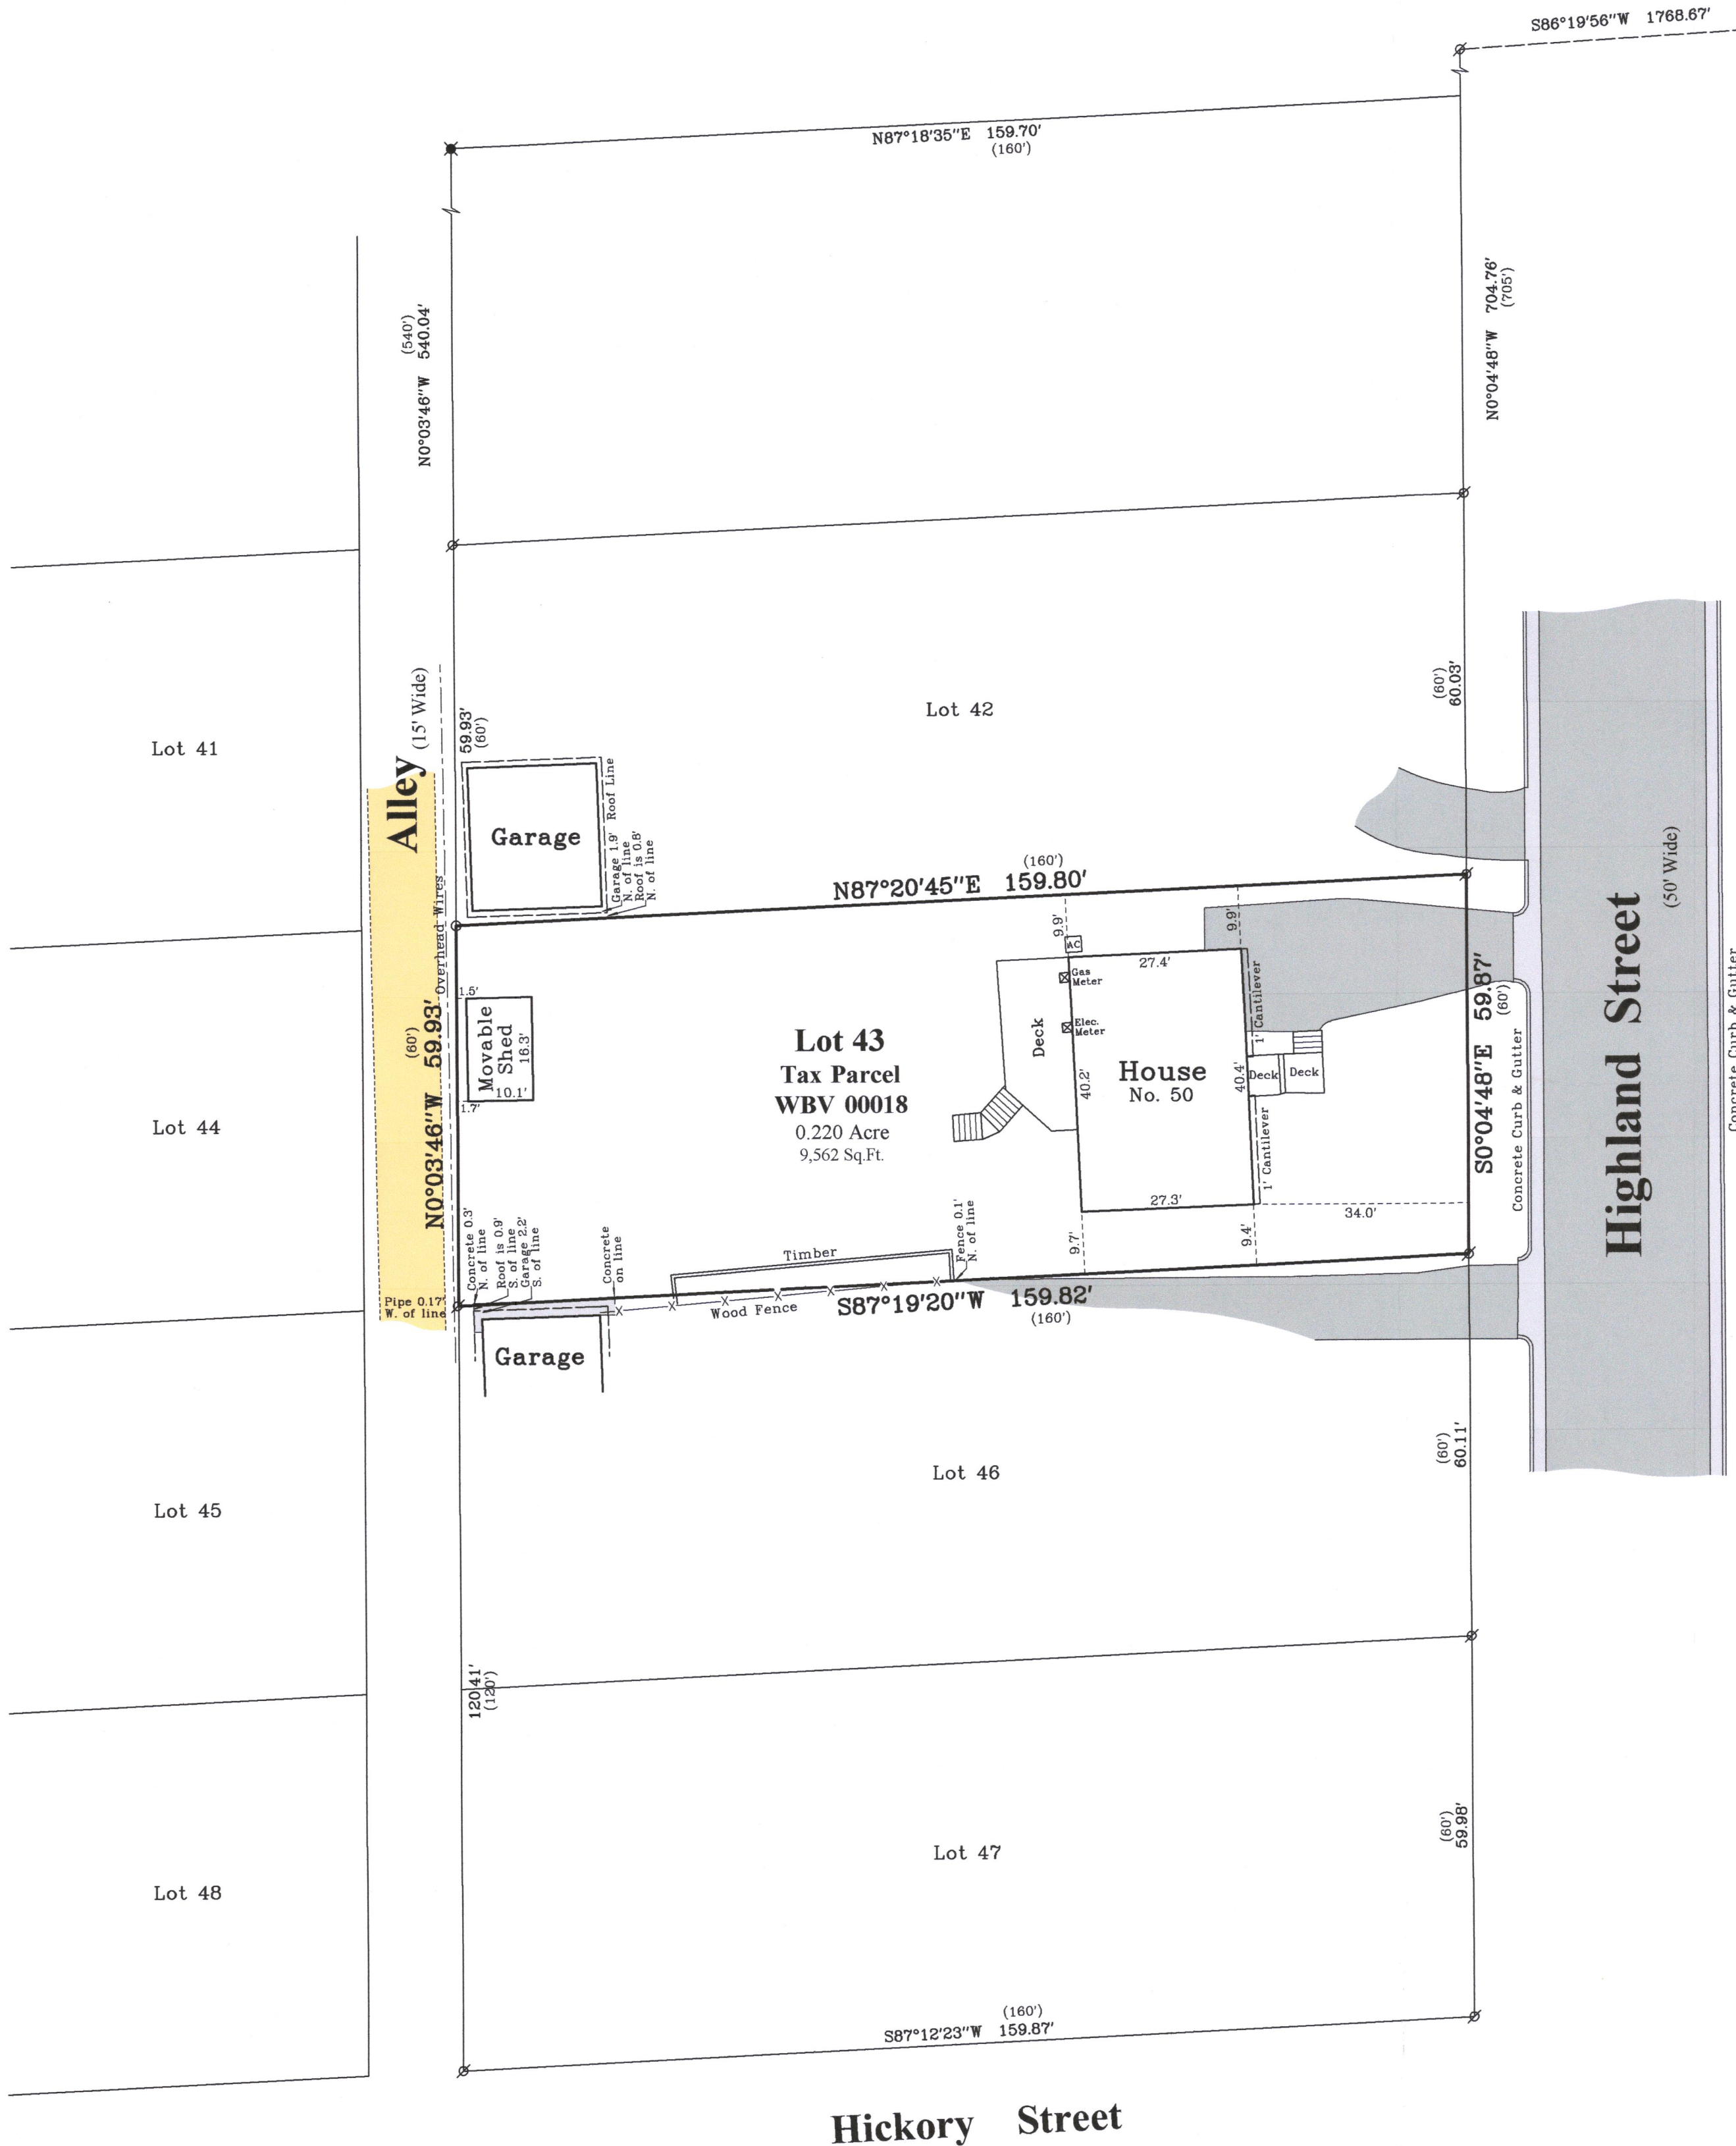 S86°19'56"W 1768.67'
N87°18'35"E 159.70'
(160')
(540')
N0°03'46"W 540.04'
N0°04'48"W 704.76'
(705')
Lot 41
Alley (15' Wide)
Overhead Wires
59.93'
(60')
Garage
Roof Line
Garage 1.9'
N. of line
Roof is 0.8'
N. of line
Lot 42
(60')
60.03'
(160')
N87°20'45"E 159.80'
Highland Street
(50' Wide)
Concrete Curb & Gutter
Lot 44
(60')
N0°03'46"W 59.93'
1.5'
Movable
Shed
16.3'
10.1'
1.7'
Lot 43
Tax Parcel
WBV 00018
0.220 Acre
9,562 Sq.Ft.
9.9'
9.9'
AC
27.4'
Gas
Meter
Elec.
Meter
Deck
40.2'
House
No. 50
40.4'
1' Cantilever
Deck
Deck
1' Cantilever
27.3'
34.0'
9.7'
9.4'
S0°04'48"E 59.87'
(60')
Concrete Curb & Gutter
Concrete 0.3'
N. of line
Roof is 0.9'
S. of line
Garage 2.2'
S. of line
Concrete
on line
Timber
Fence 0.1'
N. of line
Pipe 0.17'
W. of line
Wood Fence
S87°19'20"W 159.82'
(160')
Garage
Lot 45
Lot 46
(60')
60.11'
120.41'
(120')
Lot 48
Lot 47
(60')
59.98'
(160')
S87°12'23"W 159.87'
Hickory Street